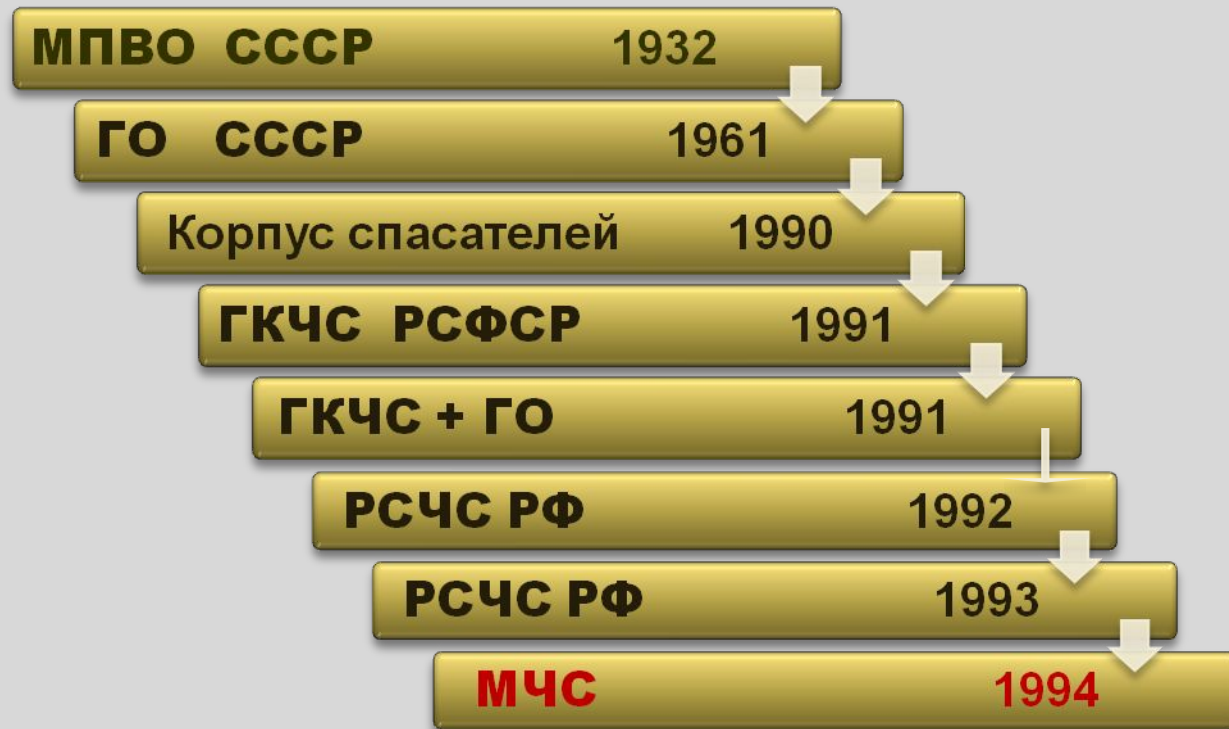 МПВО СССР 1932
ГО СССР 1961
Корпус спасателей 1990
ГКЧС РСФСР 1991
ГКЧС + ГО 1991
РСЧС РФ 1992
РСЧС РФ 1993
МЧС 1994